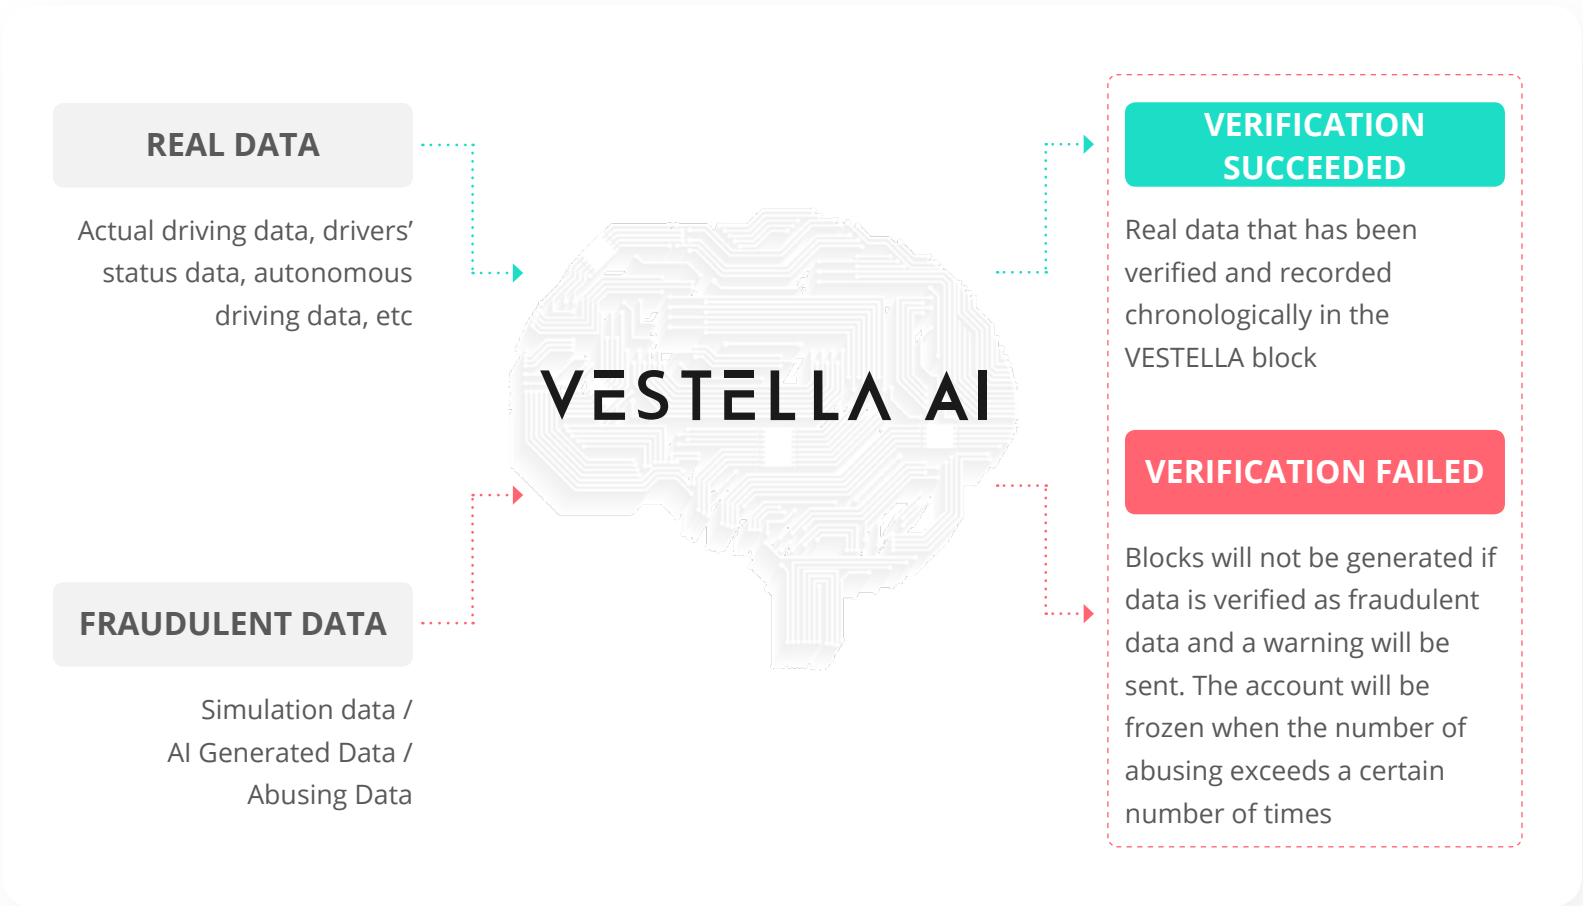 REAL DATA
Actual driving data, drivers’
status data, autonomous
driving data, etc
FRAUDULENT DATA
Simulation data /
AI Generated Data /
Abusing Data
VESTELLA AI
VERIFICATION
SUCCEEDED
Real data that has been
verified and recorded
chronologically in the
VESTELLA block
VERIFICATION FAILED
Blocks will not be generated if
data is verified as fraudulent
data and a warning will be
sent. The account will be
frozen when the number of
abusing exceeds a certain
number of times